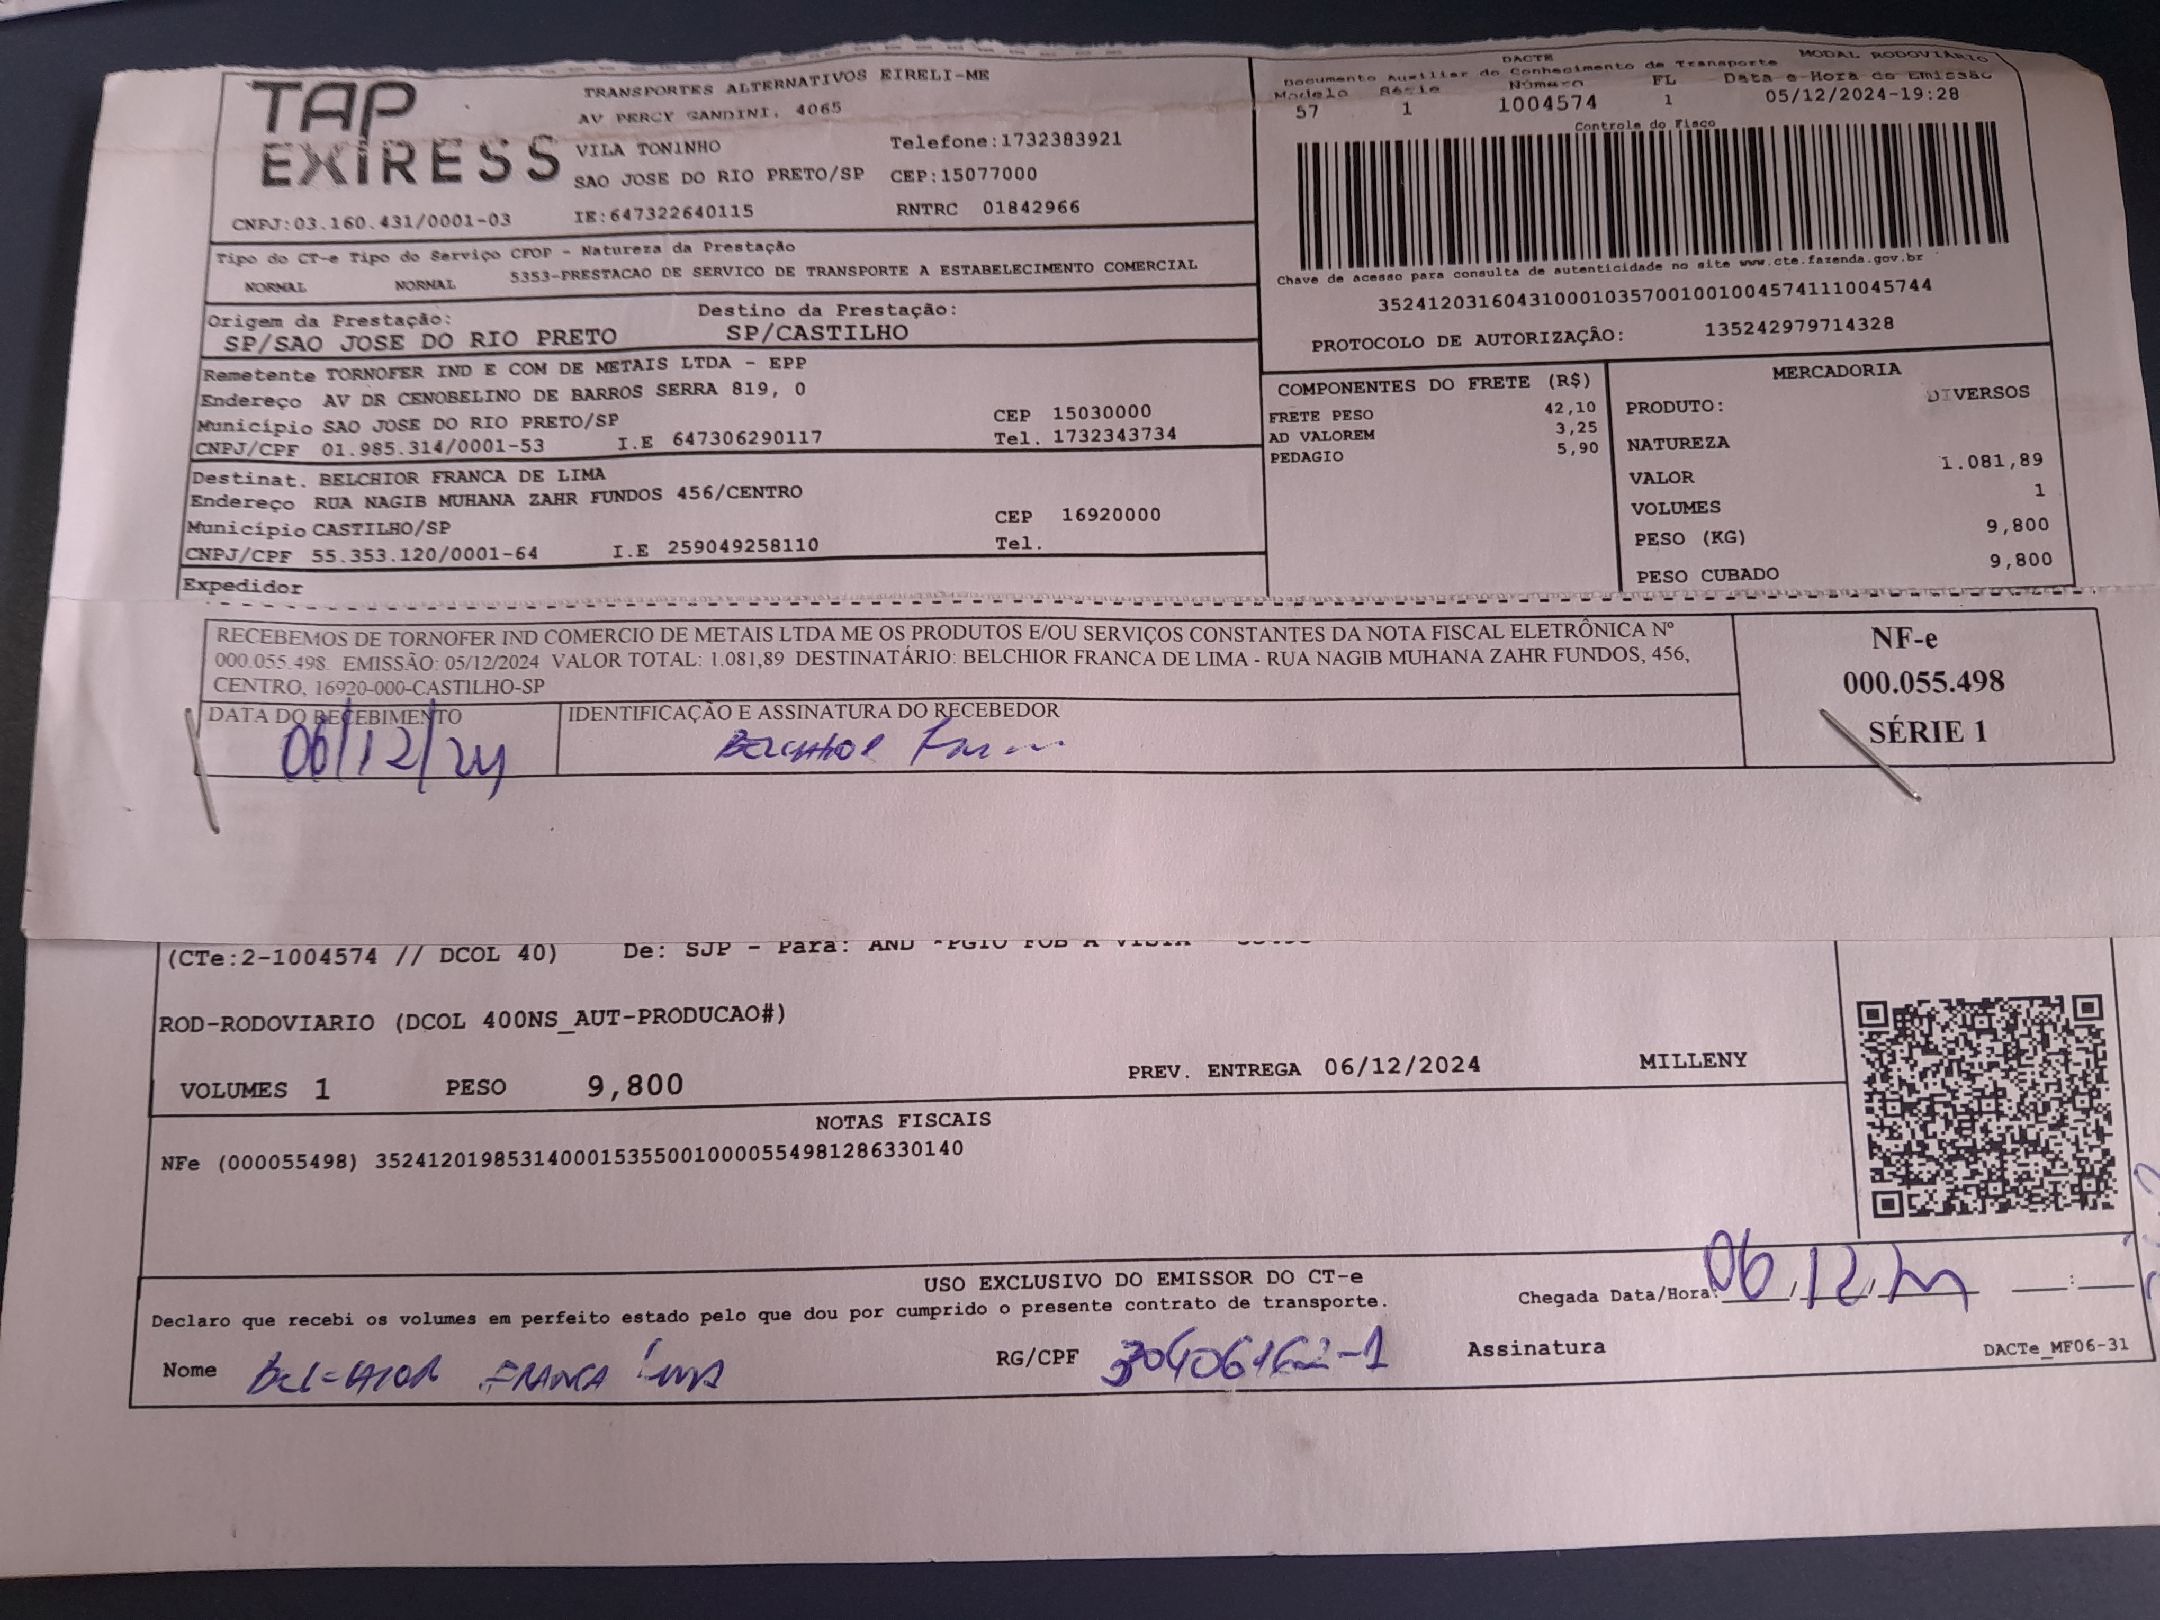 TAP
EXPRESS
TRANSPORTES ALTERNATIVOS EIRELI-ME
AV PERCY GANDINI, 4065
VILA TONINHO Telefone:1732383921
SAO JOSE DO RIO PRETO/SP CEP:15077000
CNPJ:03.160.431/0001-03 IE:647322640115 RNTRC 01842966
DACTE MODAL RODOVIÁRIO
Documento Auxiliar do Conhecimento de Transporte
Modelo Série Número FL Data e Hora de Emissão
57 1 1004574 1 05/12/2024-19:28
Controle do Fisco
Chave de acesso para consulta de autenticidade no site www.cte.fazenda.gov.br
35241203160431000103570010010045741110045744
PROTOCOLO DE AUTORIZAÇÃO: 135242979714328
Tipo do CT-e Tipo do Serviço CFOP - Natureza da Prestação
NORMAL NORMAL 5353-PRESTACAO DE SERVICO DE TRANSPORTE A ESTABELECIMENTO COMERCIAL
Origem da Prestação: Destino da Prestação:
SP/SAO JOSE DO RIO PRETO SP/CASTILHO
Remetente TORNOFER IND E COM DE METAIS LTDA - EPP
Endereço AV DR CENOBELINO DE BARROS SERRA 819, 0
Município SAO JOSE DO RIO PRETO/SP CEP 15030000
CNPJ/CPF 01.985.314/0001-53 I.E 647306290117 Tel. 1732343734
Destinat. BELCHIOR FRANCA DE LIMA
Endereço RUA NAGIB MUHANA ZAHR FUNDOS 456/CENTRO
Município CASTILHO/SP CEP 16920000
CNPJ/CPF 55.353.120/0001-64 I.E 259049258110 Tel.
Expedidor
COMPONENTES DO FRETE (R$)
FRETE PESO 42,10
AD VALOREM 3,25
PEDAGIO 5,90
MERCADORIA
PRODUTO: DIVERSOS
NATUREZA
VALOR 1.081,89
VOLUMES 1
PESO (KG) 9,800
PESO CUBADO 9,800
RECEBEMOS DE TORNOFER IND COMERCIO DE METAIS LTDA ME OS PRODUTOS E/OU SERVIÇOS CONSTANTES DA NOTA FISCAL ELETRÔNICA Nº
000.055.498. EMISSÃO: 05/12/2024 VALOR TOTAL: 1.081,89 DESTINATÁRIO: BELCHIOR FRANCA DE LIMA - RUA NAGIB MUHANA ZAHR FUNDOS, 456,
CENTRO, 16920-000-CASTILHO-SP
NF-e
000.055.498
SÉRIE 1
DATA DO RECEBIMENTO IDENTIFICAÇÃO E ASSINATURA DO RECEBEDOR
06/12/24 BELCHIOR
(CTe:2-1004574 // DCOL 40) De: SJP - Para: AND
ROD-RODOVIARIO (DCOL 400NS_AUT-PRODUCAO#)
VOLUMES 1 PESO 9,800 PREV. ENTREGA 06/12/2024 MILLENY
NOTAS FISCAIS
NFe (000055498) 35241201985314000153550010000554981286330140
USO EXCLUSIVO DO EMISSOR DO CT-e
Declaro que recebi os volumes em perfeito estado pelo que dou por cumprido o presente contrato de transporte.
Chegada Data/Hora: 06/12/24 __:__
Nome BELCHIOR FRANCA LIMA RG/CPF Assinatura
DACTe_MF06-31